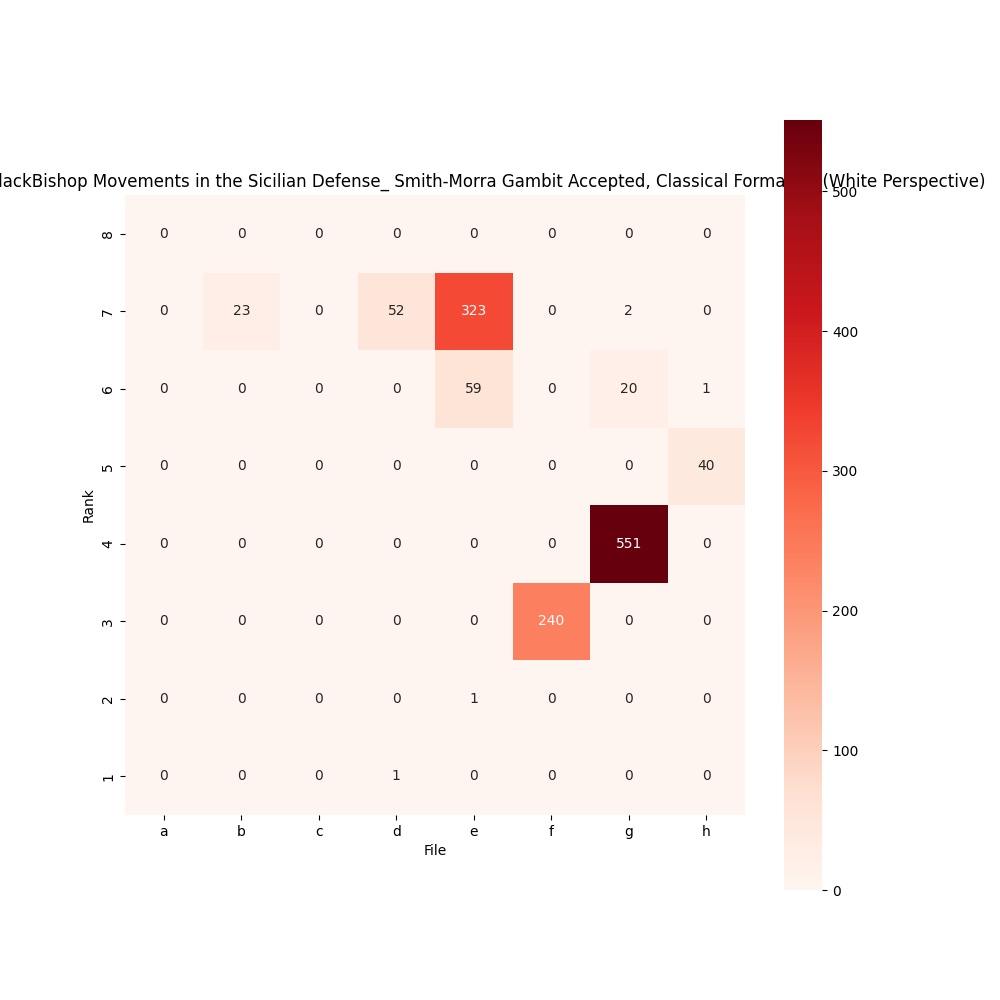 lackBishop Movements in the Sicilian Defense_ Smith-Morra Gambit Accepted, Classical Forma (White Perspective)
500
8 0 0 0 0 0 0 0 0
7 0 23 0 52 323 0 2 0
400
6 0 0 0 0 59 0 20 1
5 0 0 0 0 0 0 0 40
300
Rank
4 0 0 0 0 0 0 551 0
3 0 0 0 0 0 240 0 0
200
2 0 0 0 0 1 0 0 0
100
1 0 0 0 1 0 0 0 0
a b c d e f g h
File
0